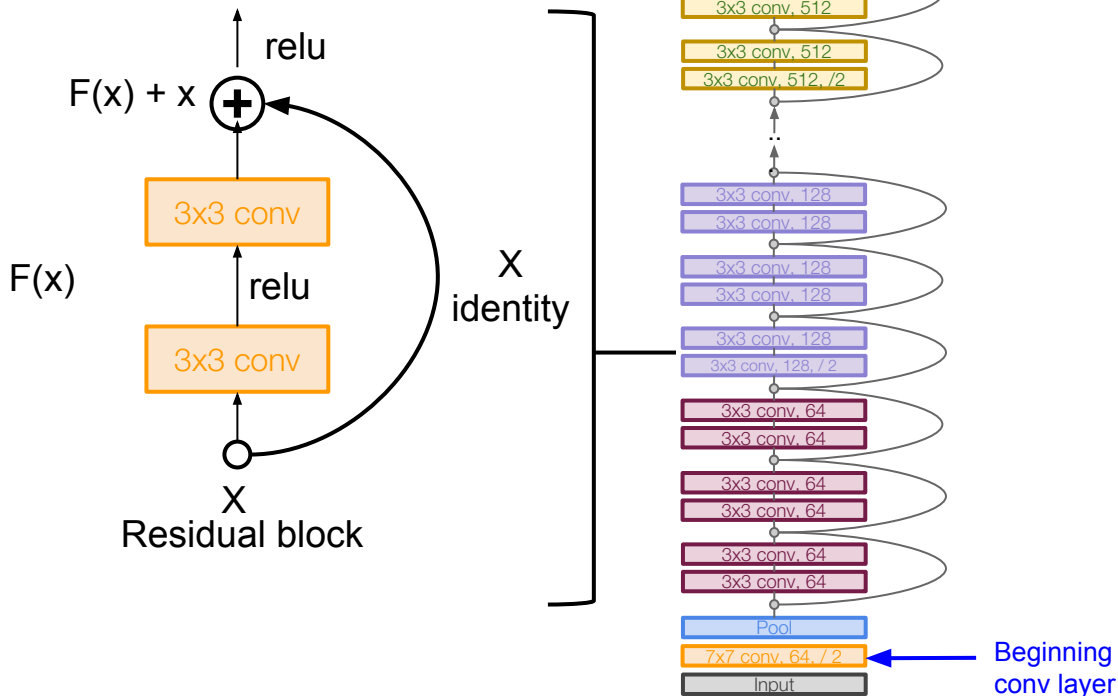 relu
F(x) + x
3x3 conv
F(x)
relu
X
identity
3x3 conv
X
Residual block
3x3 conv, 512
3x3 conv, 512
3x3 conv, 512, /2
..
3x3 conv, 128
3x3 conv, 128
3x3 conv, 128
3x3 conv, 128
3x3 conv, 128
3x3 conv, 128, / 2
3x3 conv, 64
3x3 conv, 64
3x3 conv, 64
3x3 conv, 64
3x3 conv, 64
3x3 conv, 64
Pool
7x7 conv, 64, / 2
Input
Beginning
conv layer